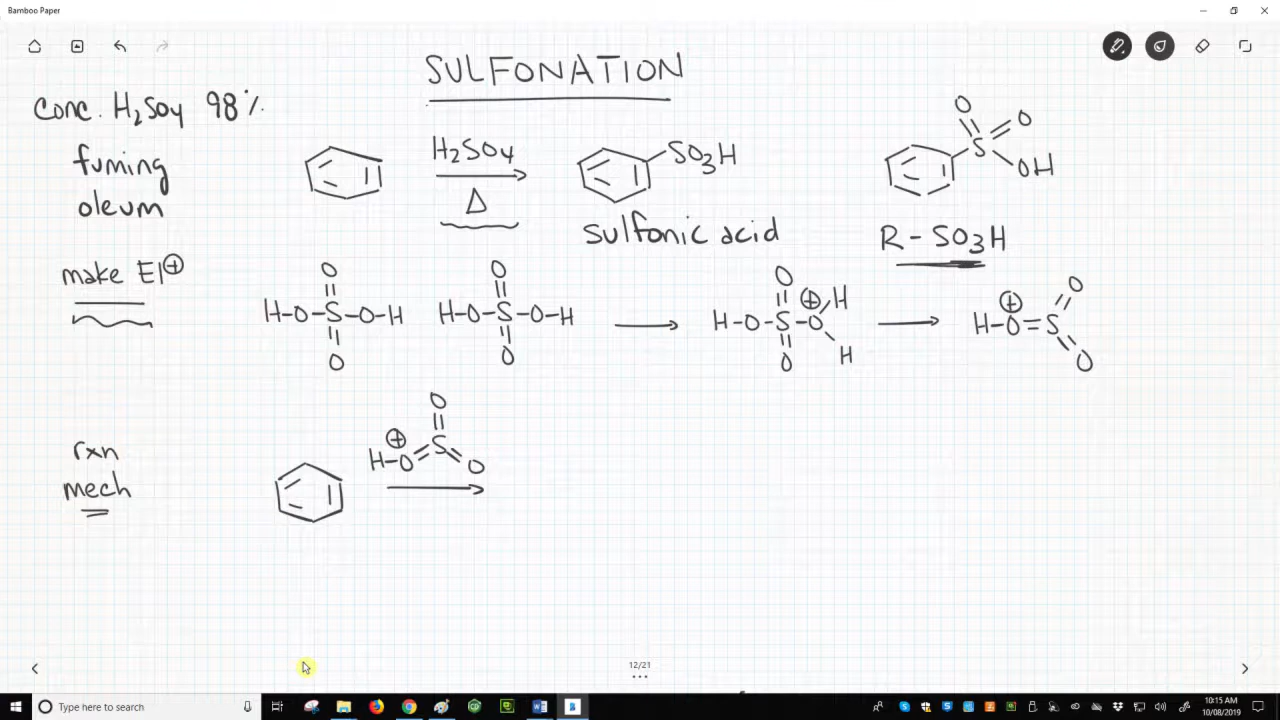 Bamboo Paper
SULFONATION
Conc. H₂SO₄ 98%
fuming
oleum
H₂SO₄
Δ
SO₃H
sulfonic acid
O
O
S
OH
R-SO₃H
make El⊕
O
H-O-S-O-H
O
O
H-O-S-O-H
O
O
⊕ H
H-O-S-O
H
O
⊕
H-O=S
O
O
rxn
mech
O
⊕
S
H-O
O
12/21
Type here to search
10:15 AM
10/08/2019